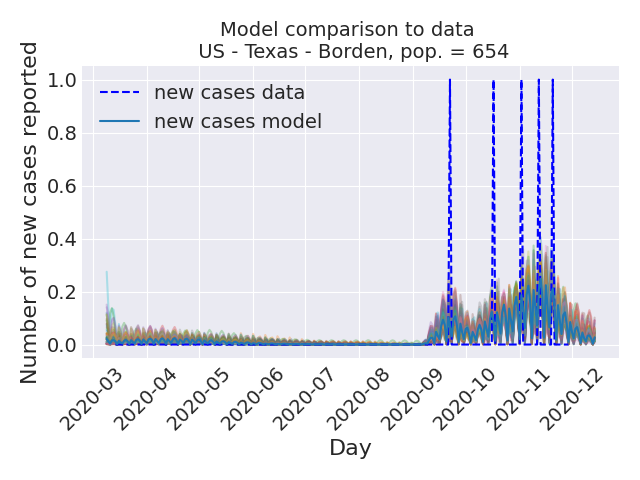 Model comparison to data
US - Texas - Borden, pop. = 654
Number of new cases reported
1.0
0.8
0.6
0.4
0.2
0.0
new cases data
new cases model
2020-03
2020-04
2020-05
2020-06
2020-07
2020-08
2020-09
2020-10
2020-11
2020-12
Day